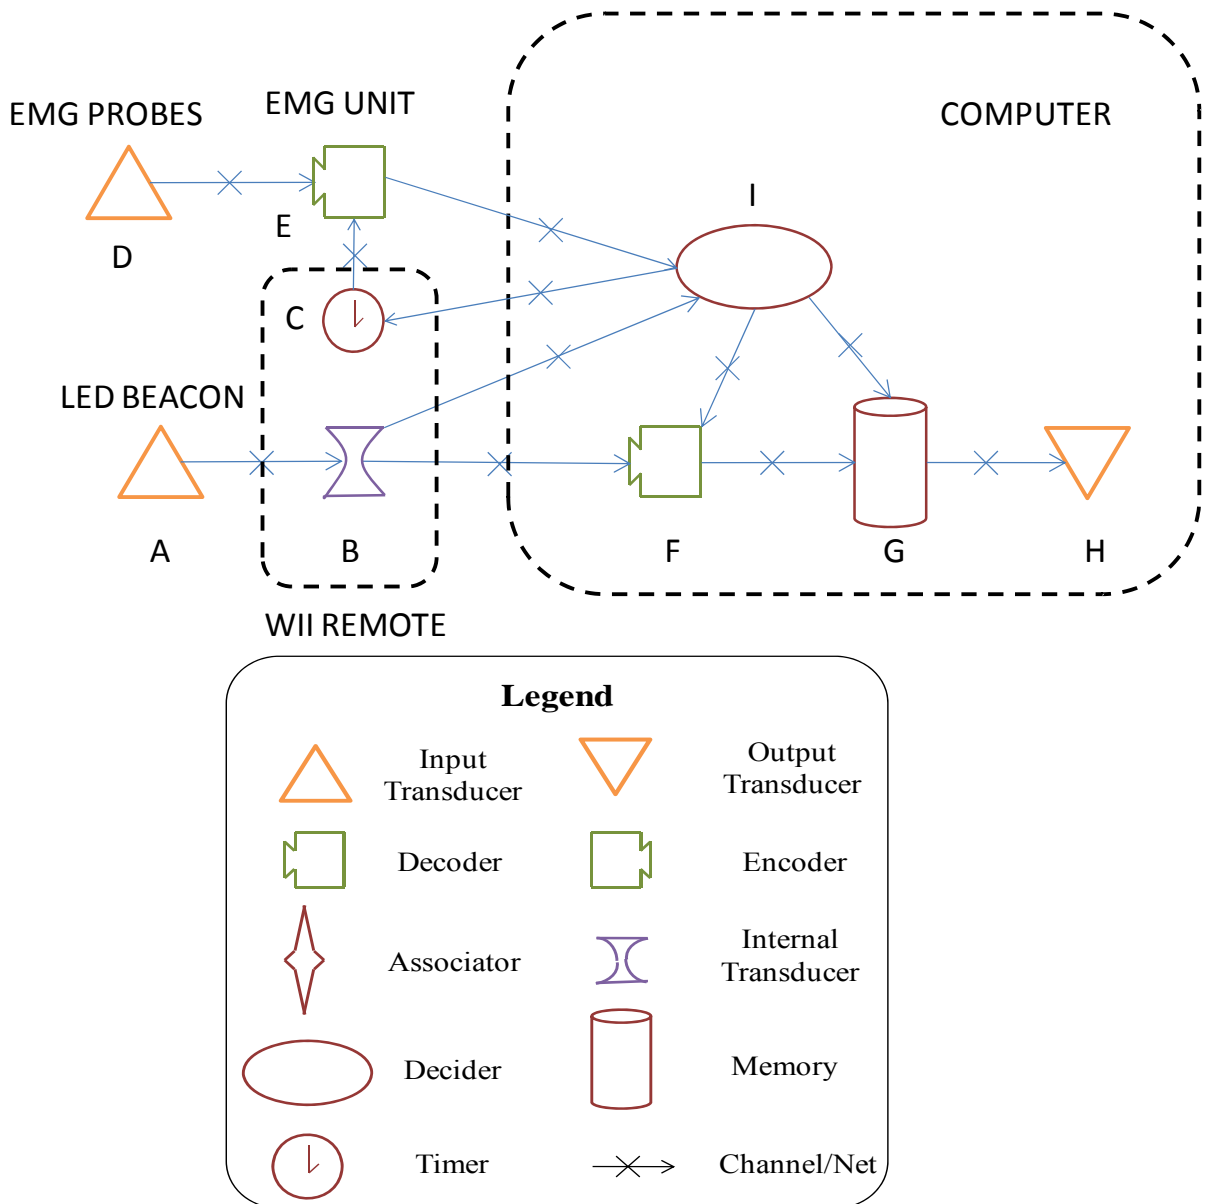 EMG PROBES
EMG UNIT
COMPUTER
D
E
I
C
LED BEACON
A
B
F
G
H
WII REMOTE
Legend
Input
Transducer
Output
Transducer
Decoder
Encoder
Associator
Internal
Transducer
Decider
Memory
Timer
Channel/Net